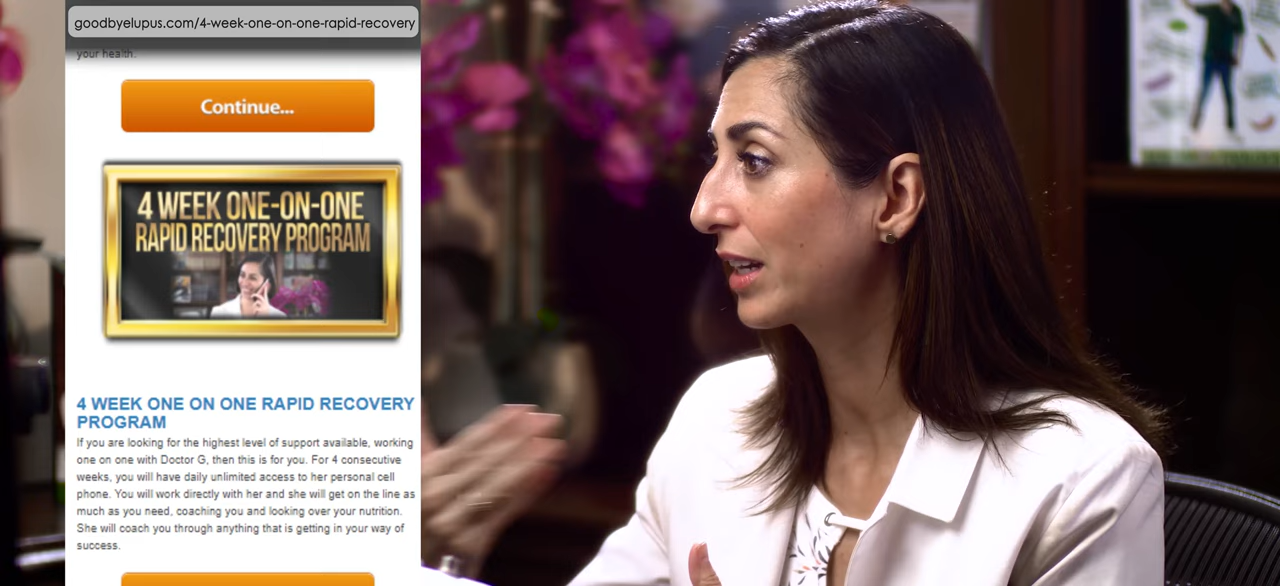 goodbyelupus.com/4-week-one-on-one-rapid-recovery
your health.
Continue...
4 WEEK ONE-ON-ONE
RAPID RECOVERY PROGRAM
4 WEEK ONE ON ONE RAPID RECOVERY
PROGRAM
If you are looking for the highest level of support available, working
one on one with Doctor G, then this is for you. For 4 consecutive
weeks, you will have daily unlimited access to her personal cell
phone. You will work directly with her and she will get on the line as
much as you need, coaching you and looking over your nutrition.
She will coach you through anything that is getting in your way of
success.